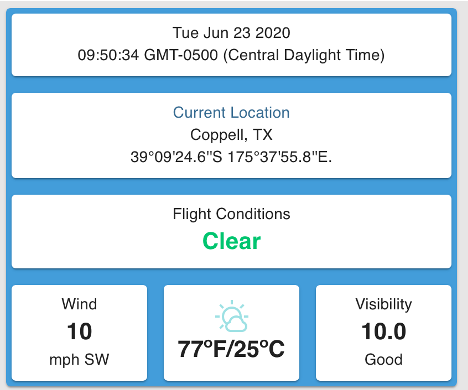 Tue Jun 23 2020
09:50:34 GMT-0500 (Central Daylight Time)
Current Location
Coppell, TX
39°09'24.6"S 175°37'55.8"E.
Flight Conditions
Clear
Wind
10
mph SW
77ºF/25ºC
Visibility
10.0
Good